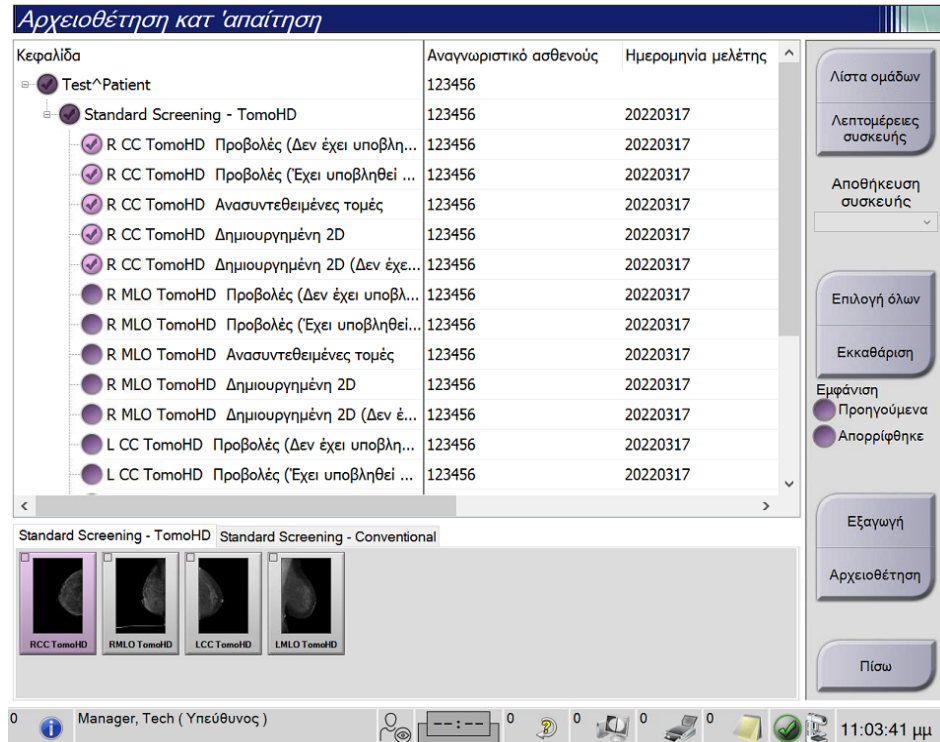 Αρχειοθέτηση κατ 'απαίτηση
Κεφαλίδα Αναγνωριστικό ασθενούς Ημερομηνία μελέτης
Test^Patient 123456
Standard Screening - TomoHD 123456 20220317
R CC TomoHD Προβολές (Δεν έχει υποβλη... 123456 20220317
R CC TomoHD Προβολές (Έχει υποβληθεί ... 123456 20220317
R CC TomoHD Ανασυντεθειμένες τομές 123456 20220317
R CC TomoHD Δημιουργημένη 2D 123456 20220317
R CC TomoHD Δημιουργημένη 2D (Δεν έχε... 123456 20220317
R MLO TomoHD Προβολές (Δεν έχει υποβλ... 123456 20220317
R MLO TomoHD Προβολές (Έχει υποβληθεί... 123456 20220317
R MLO TomoHD Ανασυντεθειμένες τομές 123456 20220317
R MLO TomoHD Δημιουργημένη 2D 123456 20220317
R MLO TomoHD Δημιουργημένη 2D (Δεν έ... 123456 20220317
L CC TomoHD Προβολές (Δεν έχει υποβλη... 123456 20220317
L CC TomoHD Προβολές (Έχει υποβληθεί ... 123456 20220317
Standard Screening - TomoHD Standard Screening - Conventional
RCC TomoHD RMLO TomoHD LCC TomoHD LMLO TomoHD
Λίστα ομάδων
Λεπτομέρειες
συσκευής
Αποθήκευση
συσκευής
Επιλογή όλων
Εκκαθάριση
Εμφάνιση
Προηγούμενα
Απορρίφθηκε
Εξαγωγή
Αρχειοθέτηση
Πίσω
0 Manager, Tech ( Υπεύθυνος ) --:-- 0 0 0 0 11:03:41 μμ